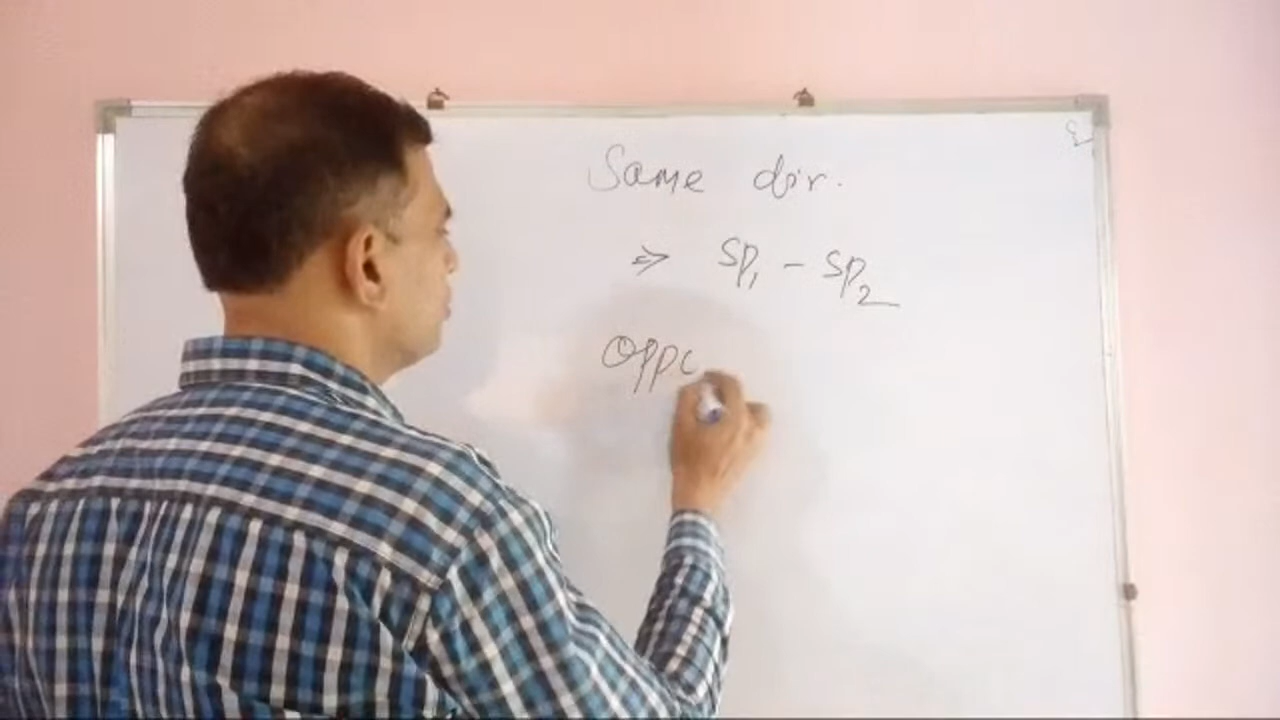 Same dir.
⇒ SP₁ - SP₂
Oppo